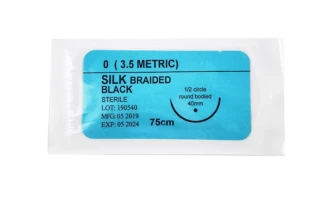 0 ( 3.5 METRIC)
SILK BRAIDED
BLACK
STERILE
LOT: 190540
MFG: 05 2019
EXP: 05 2024
75cm
1/2 circle
round bodied
40mm